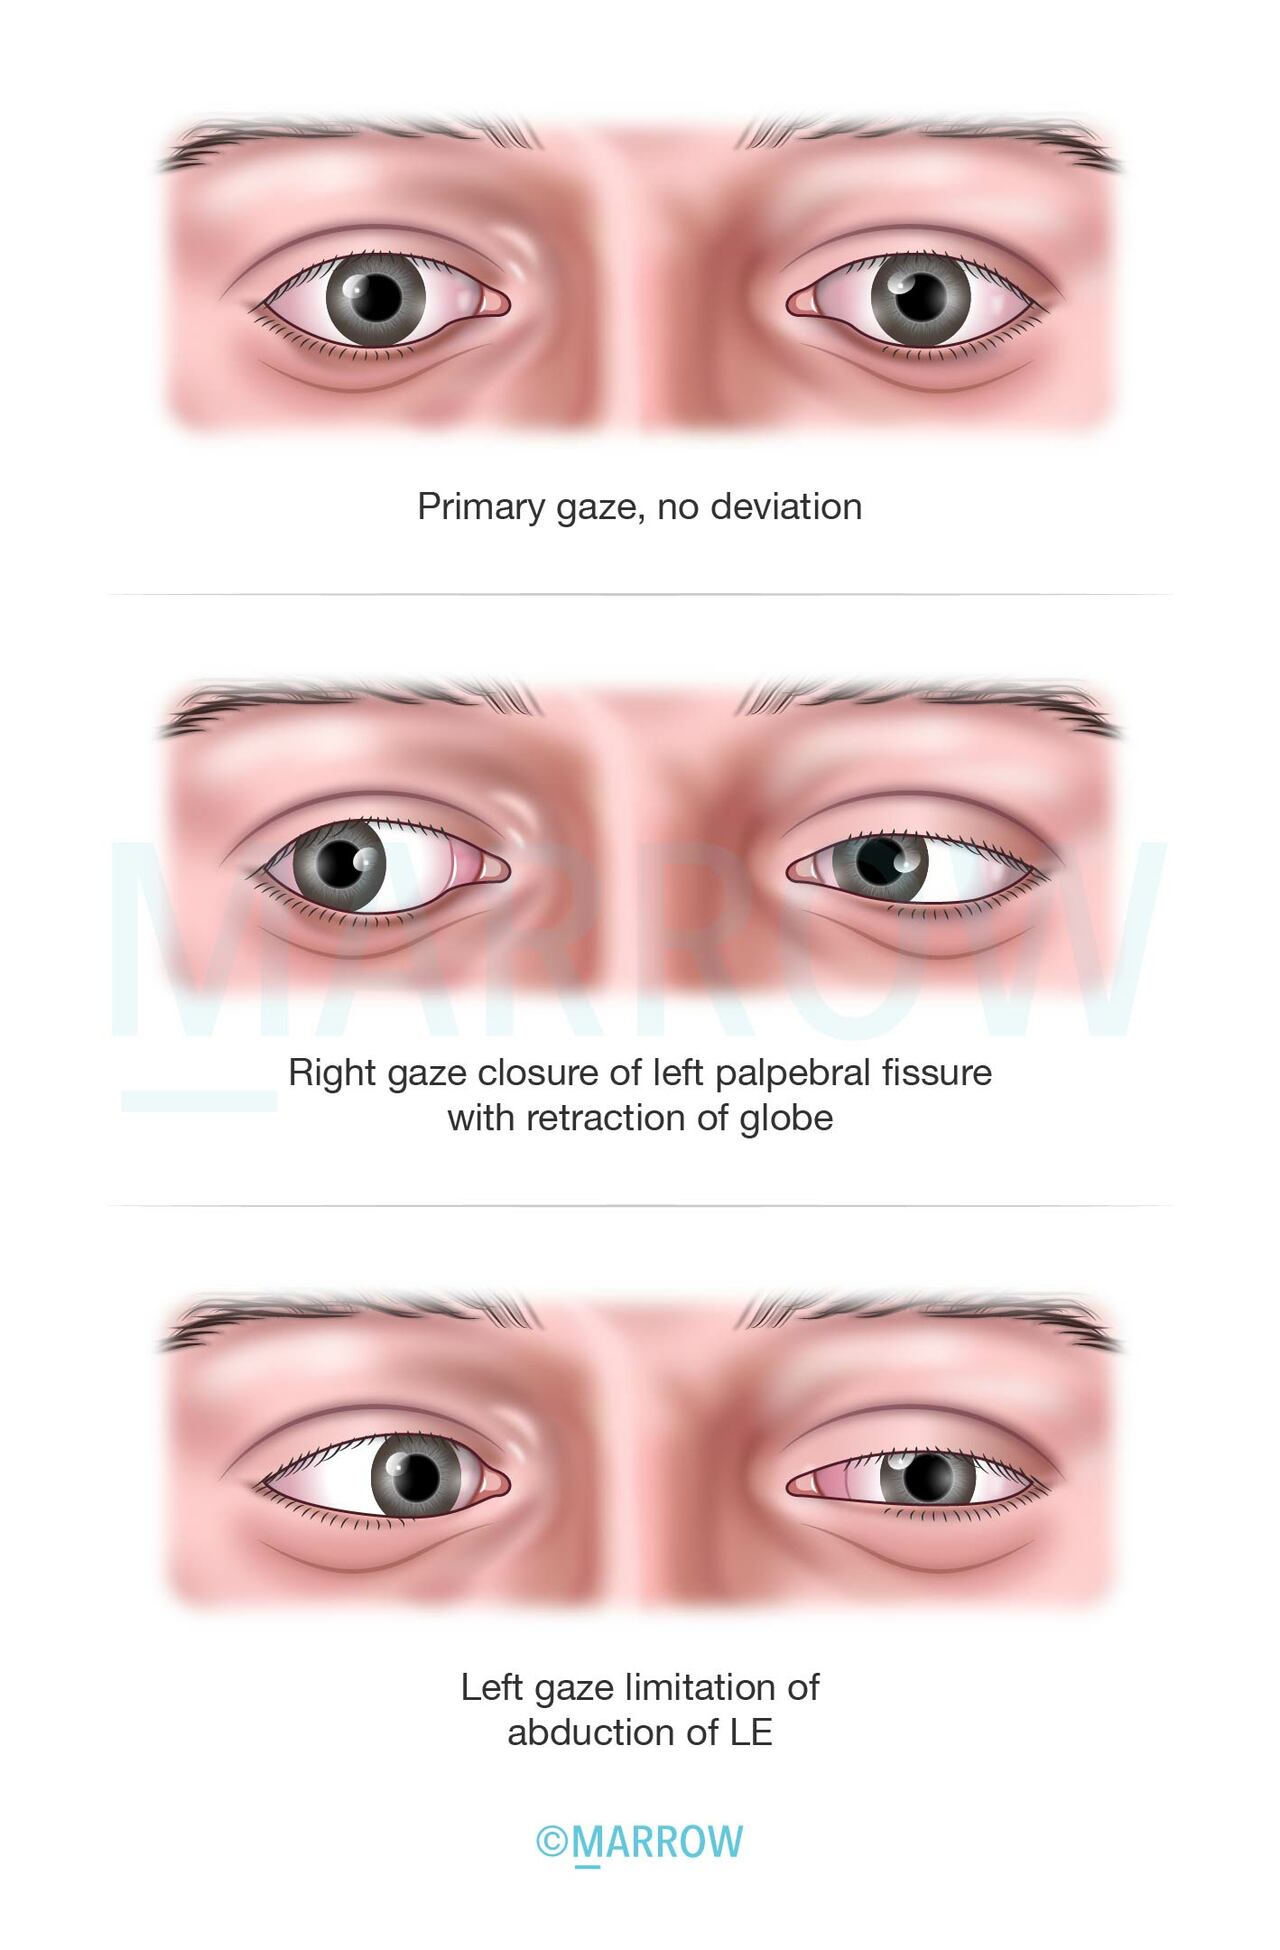 Primary gaze, no deviation
MARROW
Right gaze closure of left palpebral fissure
with retraction of globe
Left gaze limitation of
abduction of LE
©MARROW